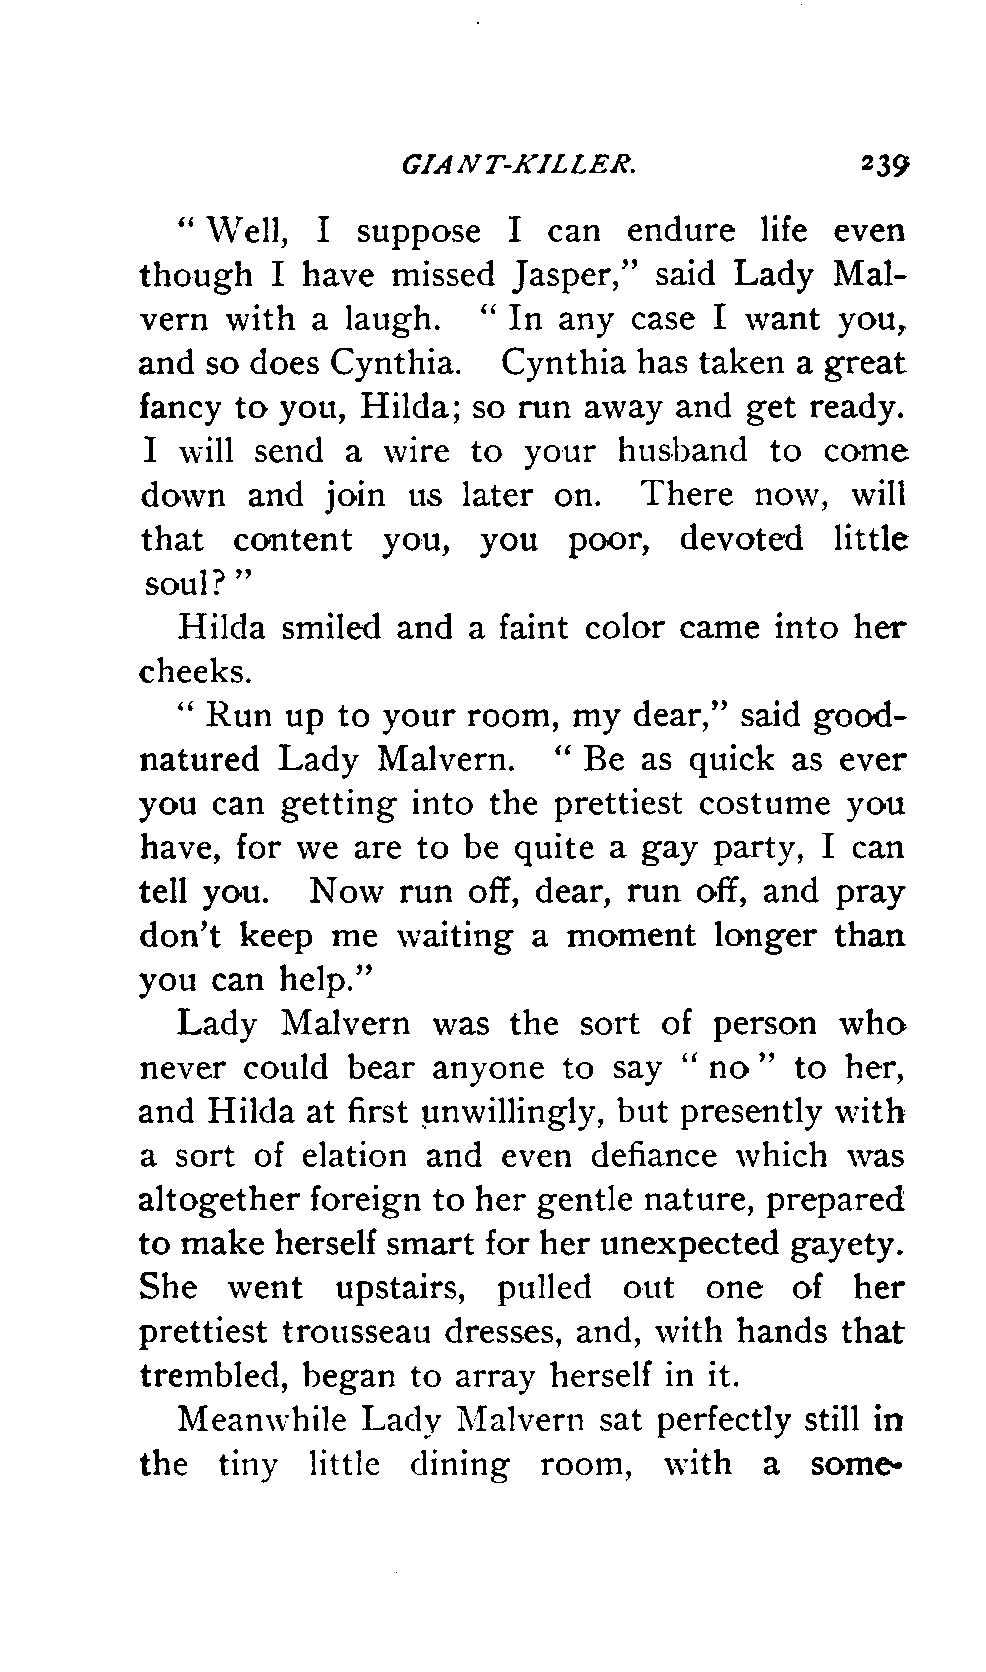 GIANT-KILLER. 239
" Well, I suppose I can endure life even
though I have missed Jasper," said Lady Mal-
vern with a laugh. " In any case I want you,
and so does Cynthia. Cynthia has taken a great
fancy to you, Hilda; so run away and get ready.
I will send a wire to your husband to come
down and join us later on. There now, will
that content you, you poor, devoted little
soul? "
Hilda smiled and a faint color came into her
cheeks.
" Run up to your room, my dear," said good-
natured Lady Malvern. " Be as quick as ever
you can getting into the prettiest costume you
have, for we are to be quite a gay party, I can
tell you. Now run off, dear, run off, and pray
don't keep me waiting a moment longer than
you can help."
Lady Malvern was the sort of person who
never could bear anyone to say " no " to her,
and Hilda at first unwillingly, but presently with
a sort of elation and even defiance which was
altogether foreign to her gentle nature, prepared
to make herself smart for her unexpected gayety.
She went upstairs, pulled out one of her
prettiest trousseau dresses, and, with hands that
trembled, began to array herself in it.
Meanwhile Lady Malvern sat perfectly still in
the tiny little dining room, with a some-